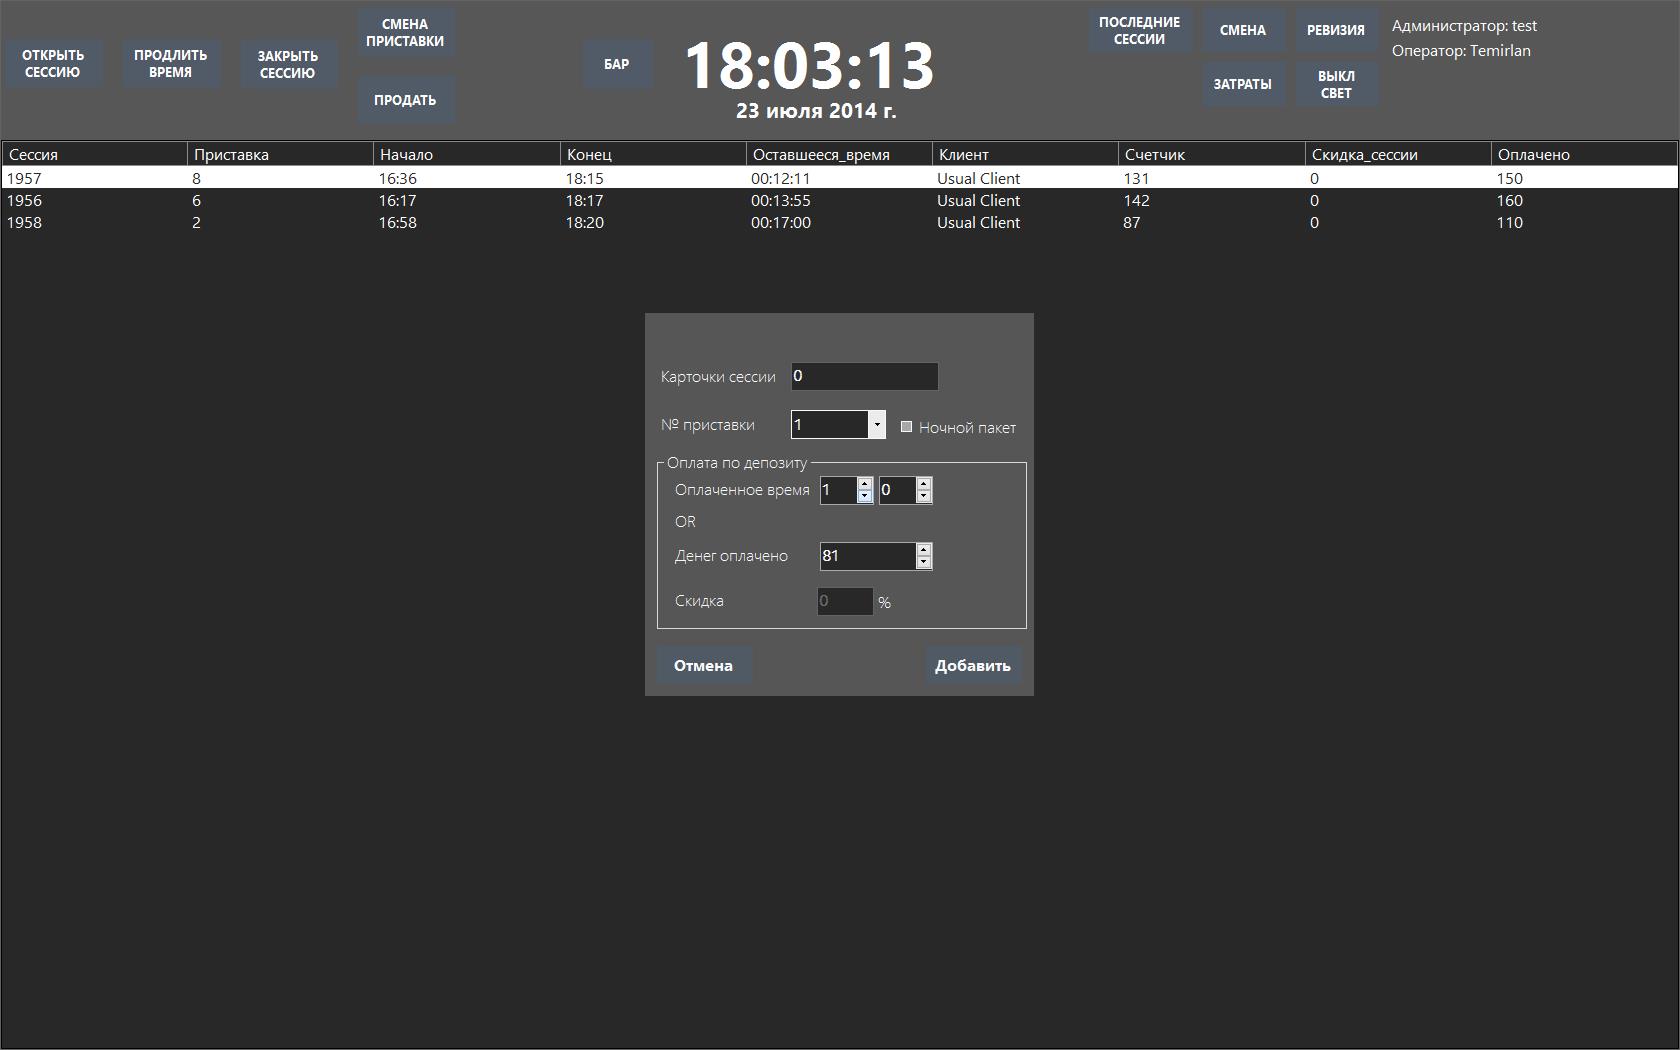 ОТКРЫТЬ
СЕССИЮ
ПРОДЛИТЬ
ВРЕМЯ
ЗАКРЫТЬ
СЕССИЮ
СМЕНА
ПРИСТАВКИ
ПРОДАТЬ
БАР
18:03:13
23 июля 2014 г.
ПОСЛЕДНИЕ
СЕССИИ
СМЕНА
РЕВИЗИЯ
ЗАТРАТЫ
ВЫКЛ
СВЕТ
Администратор: test
Оператор: Temirlan
Сессия Приставка Начало Конец Оставшееся_время Клиент Счетчик Скидка_сессии Оплачено
1957 8 16:36 18:15 00:12:11 Usual Client 131 0 150
1956 6 16:17 18:17 00:13:55 Usual Client 142 0 160
1958 2 16:58 18:20 00:17:00 Usual Client 87 0 110
Карточки сессии 0
№ приставки 1 Ночной пакет
Оплата по депозиту
Оплаченное время 1 0
OR
Денег оплачено 81
Скидка 0 %
Отмена Добавить